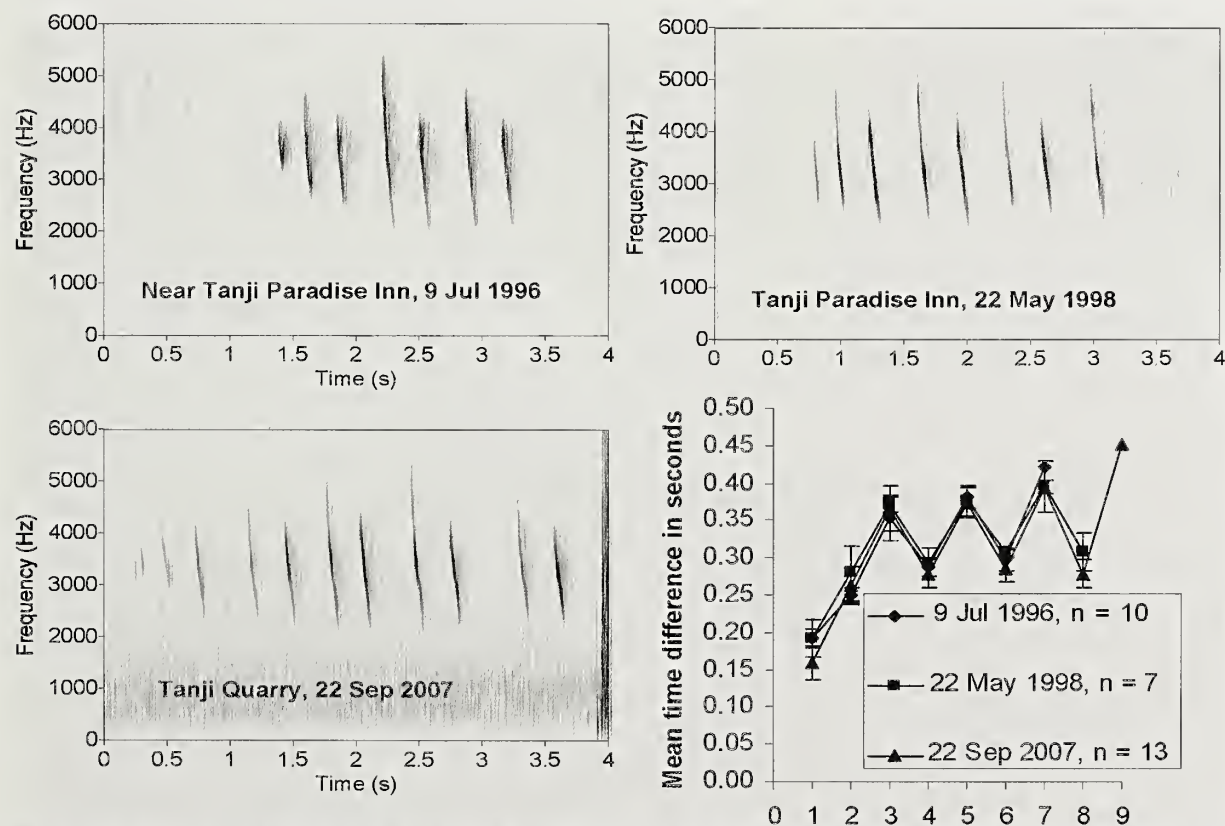 6000
5000
4000
3000
2000
1000
0
Frequency (Hz)
Near Tanji Paradise Inn, 9 Jul 1996
0 0.5 1 1.5 2 2.5 3 3.5 4
Time (s)
6000
5000
4000
3000
2000
1000
0
Frequency (Hz)
Tanji Paradise Inn, 22 May 1998
0 1 1.5 2 2.5 3 3.5 4
6000
5000
4000
3000
2000
1000
0
Frequency (Hz)
Tanji Quarry, 22 Sep 2007
0 0.5 1 1.5 2 2.5 3 3.5 4
Time (s)
0.50
0.45
0.40
0.35
0.30
0.25
0.20
0.15
0.10
0.05
0.00
Mean time difference in seconds
9 Jul 1996, n = 10
22 May 1998, n = 7
22 Sep 2007, n = 13
0 1 2 3 4 5 6 7 8 9